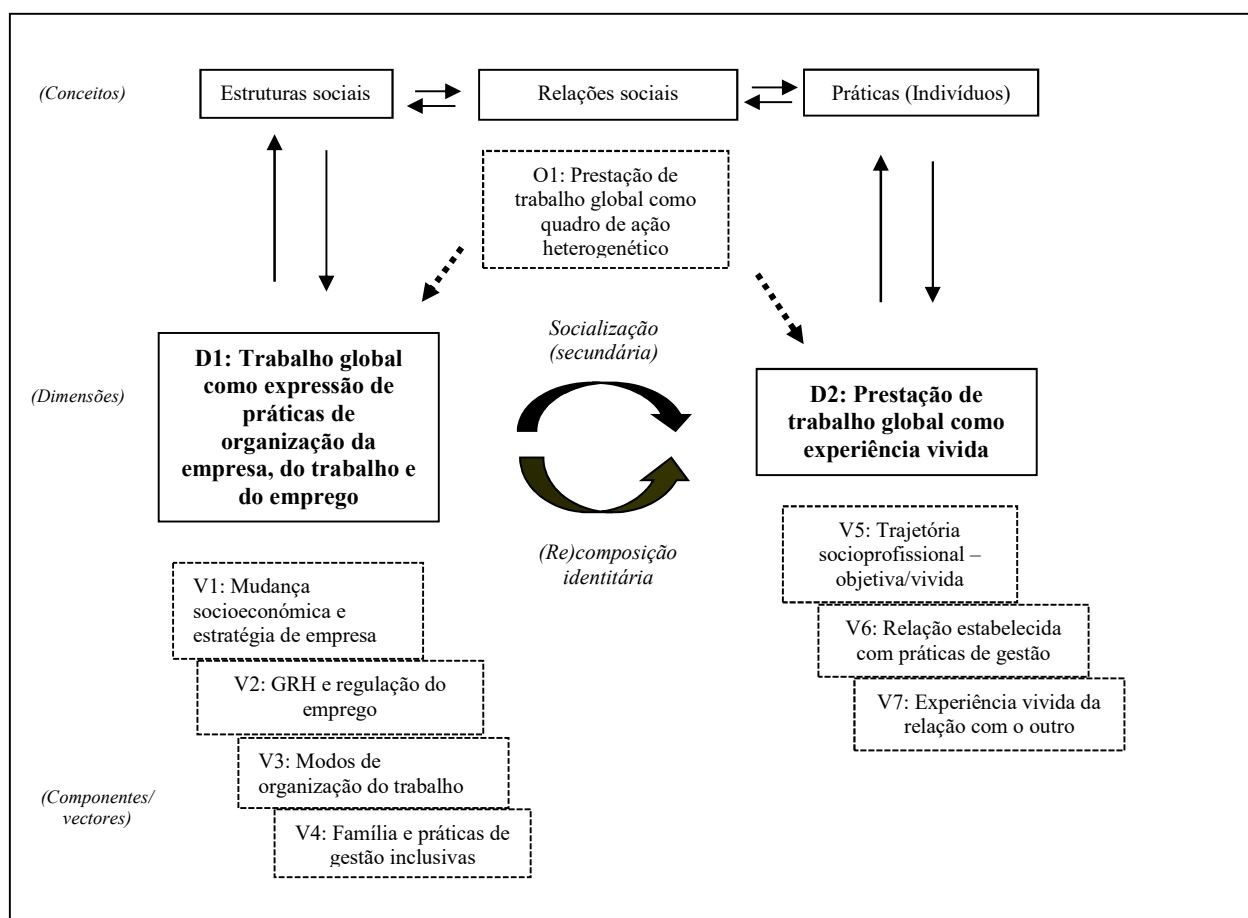 (Conceitos)
Estruturas sociais
Relações sociais
Práticas (Indivíduos)
O1: Prestação de
trabalho global como
quadro de ação
heterogenético
Socialização
(secundária)
(Dimensões)
D1: Trabalho global
como expressão de
práticas de
organização da
empresa, do trabalho e
do emprego
D2: Prestação de
trabalho global como
experiência vivida
(Re)composição
identitária
V1: Mudança
socioeconómica e
estratégia de empresa
V2: GRH e regulação do
emprego
V3: Modos de
organização do trabalho
V4: Família e práticas de
gestão inclusivas
V5: Trajetória
socioprofissional –
objetiva/vivida
V6: Relação estabelecida
com práticas de gestão
V7: Experiência vivida da
relação com o outro
(Componentes/
vectores)